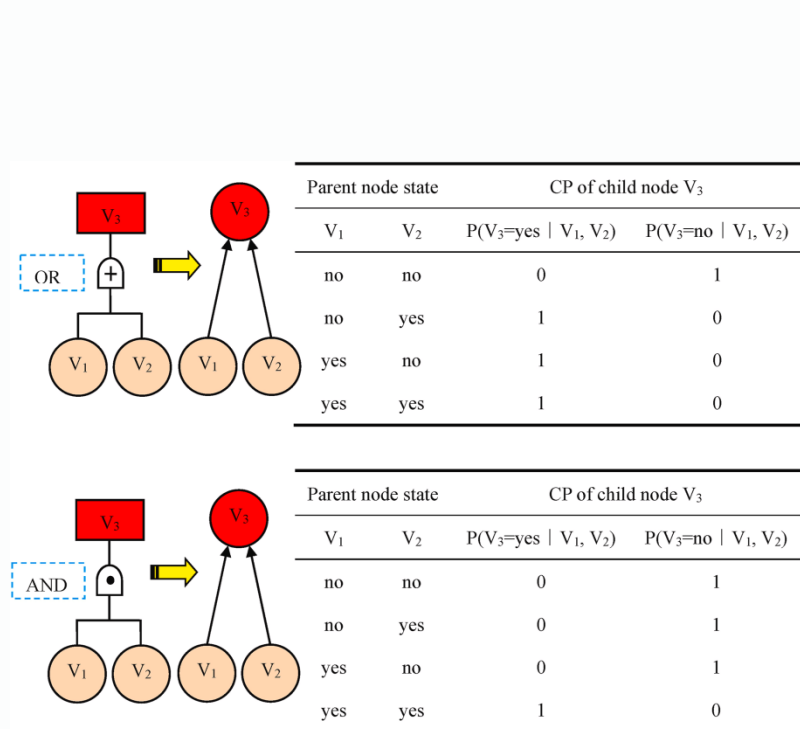 Parent node state CP of child node V3
V3 V3
V1 V2 P(V3=yes | V1, V2) P(V3=no | V1, V2)
OR + no no 0 1
no yes 1 0
V1 V2 V1 V2 yes no 1 0
yes yes 1 0
Parent node state CP of child node V3
V3 V3
V1 V2 P(V3=yes | V1, V2) P(V3=no | V1, V2)
AND no no 0 1
no yes 0 1
V1 V2 V1 V2 yes no 0 1
yes yes 1 0